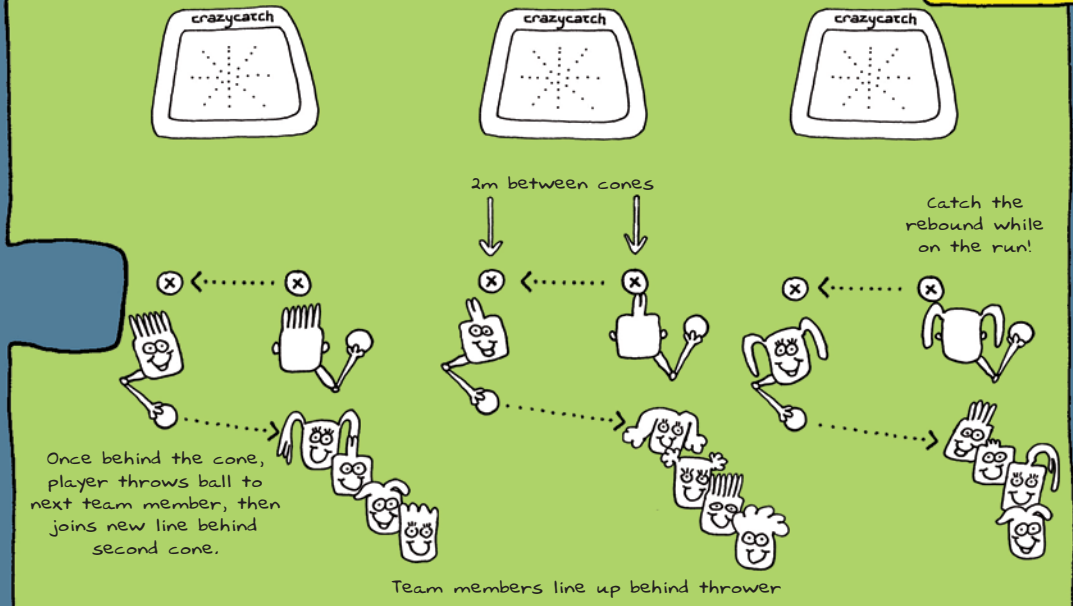 crazycatch
crazycatch
crazycatch
2m between cones
Catch the
rebound while
on the run!
Once behind the cone,
player throws ball to
next team member, then
joins new line behind
second cone.
Team members line up behind thrower